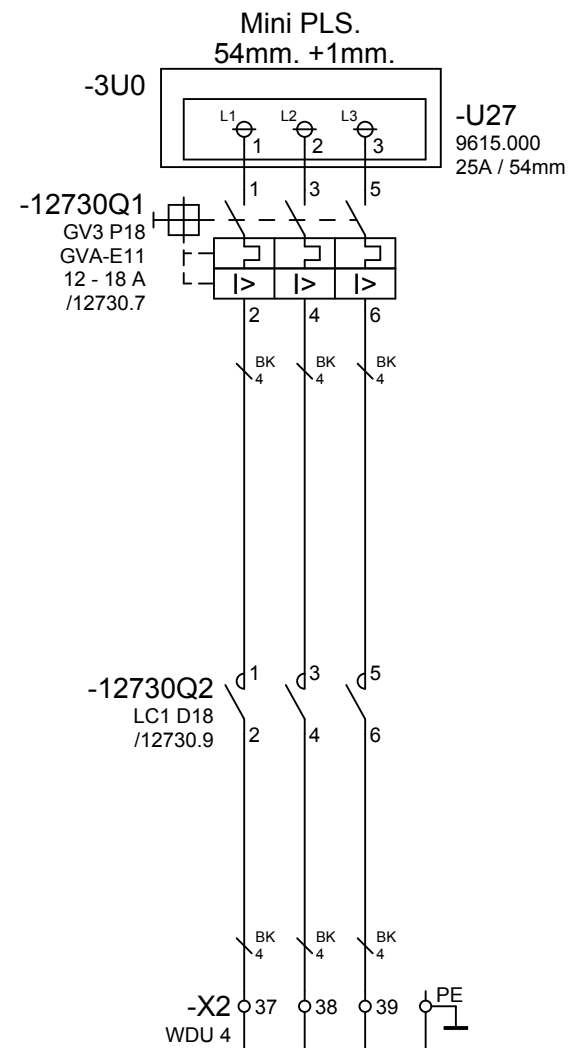 Mini PLS.
54mm. +1mm.
-3U0
L1 L2 L3
1 2 3
-U27
9615.000
25A / 54mm
1 3 5
-12730Q1
GV3 P18
GVA-E11
12 - 18 A
/12730.7
I> I> I>
2 4 6
BK BK BK
4 4 4
1 3 5
-12730Q2
LC1 D18
/12730.9
2 4 6
BK BK BK
4 4 4
-X2 37 38 39 PE
WDU 4